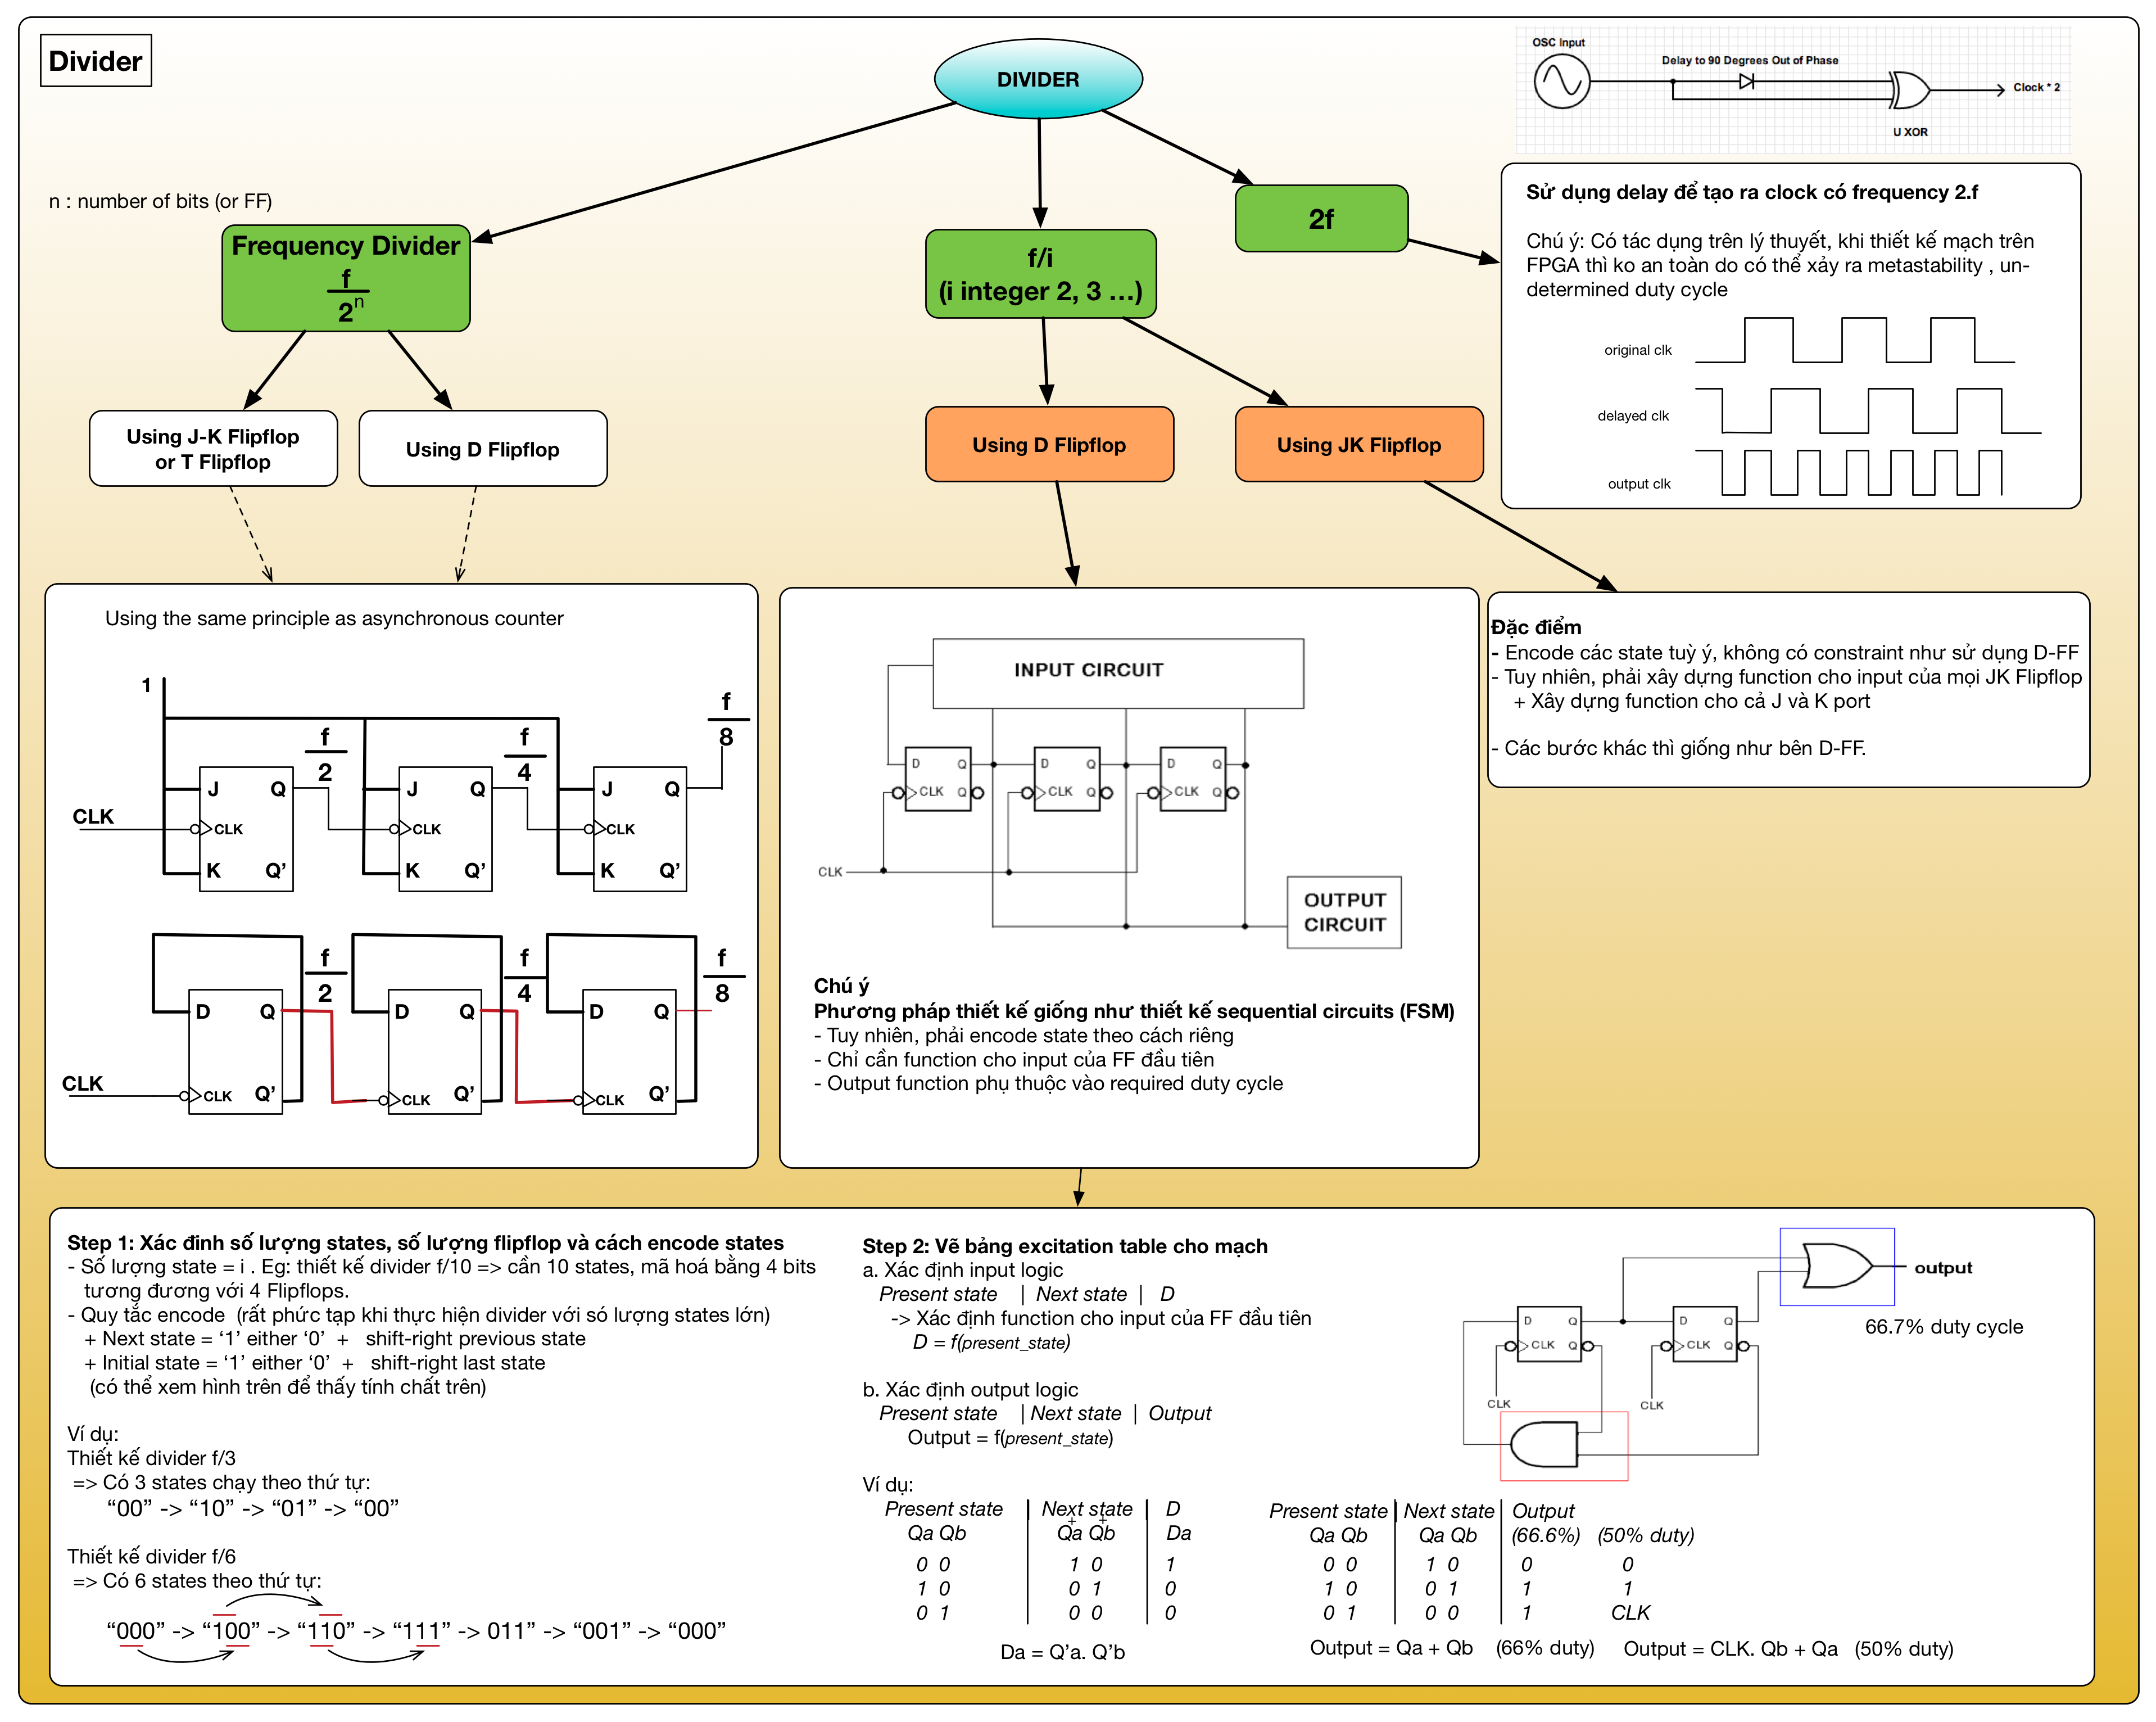 Divider
DIVIDER
OSC Input
Delay to 90 Degrees Out of Phase
Clock * 2
U XOR
n : number of bits (or FF)
Frequency Divider
f
2
n
f/i
(i integer 2, 3 …)
2f
Sử dụng delay để tạo ra clock có frequency 2.f
Chú ý: Có tác dụng trên lý thuyết, khi thiết kế mạch trên
FPGA thì ko an toàn do có thể xảy ra metastability , un-
determined duty cycle
original clk
delayed clk
output clk
Using J-K Flipflop
or T Flipflop
Using D Flipflop
Using D Flipflop
Using JK Flipflop
Using the same principle as asynchronous counter
1
f
2
f
4
f
8
J Q
CLK
K Q’
J Q
CLK
K Q’
J Q
CLK
K Q’
CLK
f
2
f
4
f
8
D Q
CLK Q’
D Q
CLK Q’
D Q
CLK Q’
CLK
INPUT CIRCUIT
D Q
CLK Q
D Q
CLK Q
D Q
CLK Q
CLK
OUTPUT
CIRCUIT
Chú ý
Phương pháp thiết kế giống như thiết kế sequential circuits (FSM)
- Tuy nhiên, phải encode state theo cách riêng
- Chỉ cần function cho input của FF đầu tiên
- Output function phụ thuộc vào required duty cycle
Đặc điểm
- Encode các state tuỳ ý, không có constraint như sử dụng D-FF
- Tuy nhiên, phải xây dựng function cho input của mọi JK Flipflop
+ Xây dựng function cho cả J và K port
- Các bước khác thì giống như bên D-FF.
Step 1: Xác đinh số lượng states, số lượng flipflop và cách encode states
- Số lượng state = i . Eg: thiết kế divider f/10 => cần 10 states, mã hoá bằng 4 bits
tương đương với 4 Flipflops.
- Quy tắc encode (rất phức tạp khi thực hiện divider với só lượng states lớn)
+ Next state = ‘1’ either ‘0’ + shift-right previous state
+ Initial state = ‘1’ either ‘0’ + shift-right last state
(có thể xem hình trên để thấy tính chất trên)
Ví dụ:
Thiết kế divider f/3
=> Có 3 states chạy theo thứ tự:
“00” -> “10” -> “01” -> “00”
Thiết kế divider f/6
=> Có 6 states theo thứ tự:
“000” -> “100” -> “110” -> “111” -> 011” -> “001” -> “000”
Step 2: Vẽ bảng excitation table cho mạch
a. Xác định input logic
Present state | Next state | D
-> Xác định function cho input của FF đầu tiên
D = f(present_state)
b. Xác định output logic
Present state | Next state | Output
Output = f(present_state)
Ví dụ:
Present state Next state D
Qa Qb Qa+ Qb+ Da
0 0 1 0 1
1 0 0 1 0
0 1 0 0 0
Da = Q’a. Q’b
output
66.7% duty cycle
D Q
CLK Q
D Q
CLK Q
CLK
CLK
Present state Next state Output
Qa Qb Qa Qb (66.6%) (50% duty)
0 0 1 0 0 0
1 0 0 1 1 1
0 1 0 0 1 CLK
Output = Qa + Qb (66% duty) Output = CLK. Qb + Qa (50% duty)